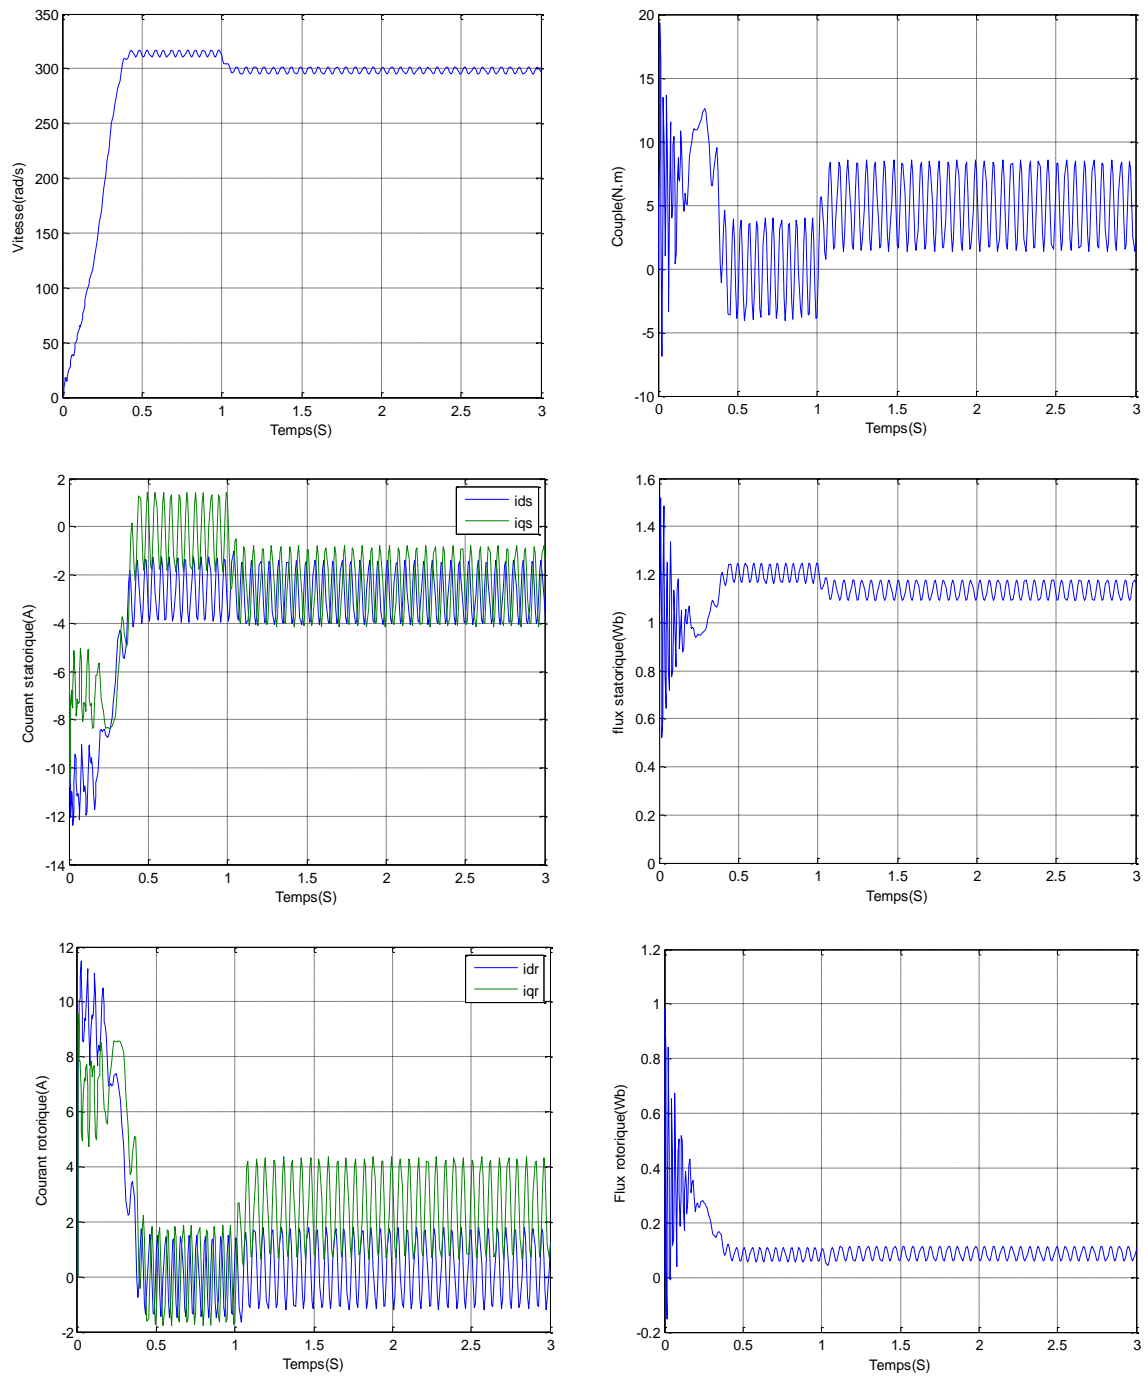 350
300
250
200
150
100
50
0
Vitesse(rad/s)
0 0.5 1 1.5 2 2.5 3
Temps(S)
20
15
10
5
0
-5
-10
Couple(N.m)
0 0.5 1 1.5 2 2.5 3
Temps(S)
2
0
-2
-4
-6
-8
-10
-12
-14
Courant statorique(A)
ids
iqs
0 0.5 1 1.5 2 2.5 3
Temps(S)
1.6
1.4
1.2
1
0.8
0.6
0.4
0.2
0
flux statorique(Wb)
0 0.5 1 1.5 2 2.5 3
Temps(S)
12
10
8
6
4
2
0
-2
Courant rotorique(A)
idr
iqr
0 0.5 1 1.5 2 2.5 3
Temps(S)
1.2
1
0.8
0.6
0.4
0.2
0
-0.2
Flux rotorique(Wb)
0 0.5 1 1.5 2 2.5 3
Temps(S)